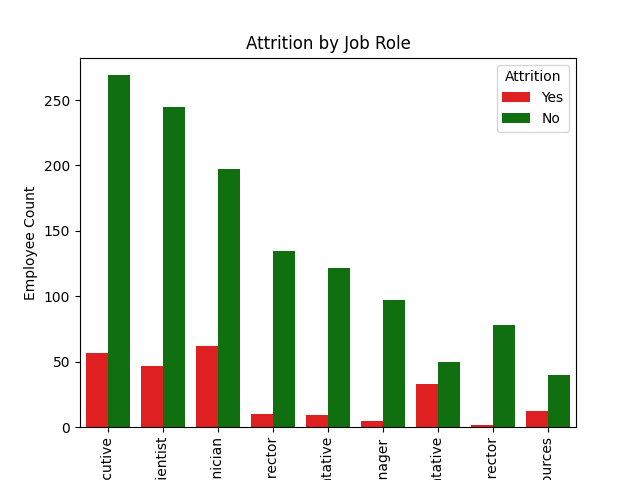 Attrition by Job Role
Attrition
Yes
No
Employee Count
250
200
150
100
50
0
cutive
ientist
nician
rector
tative
nager
tative
rector
ources